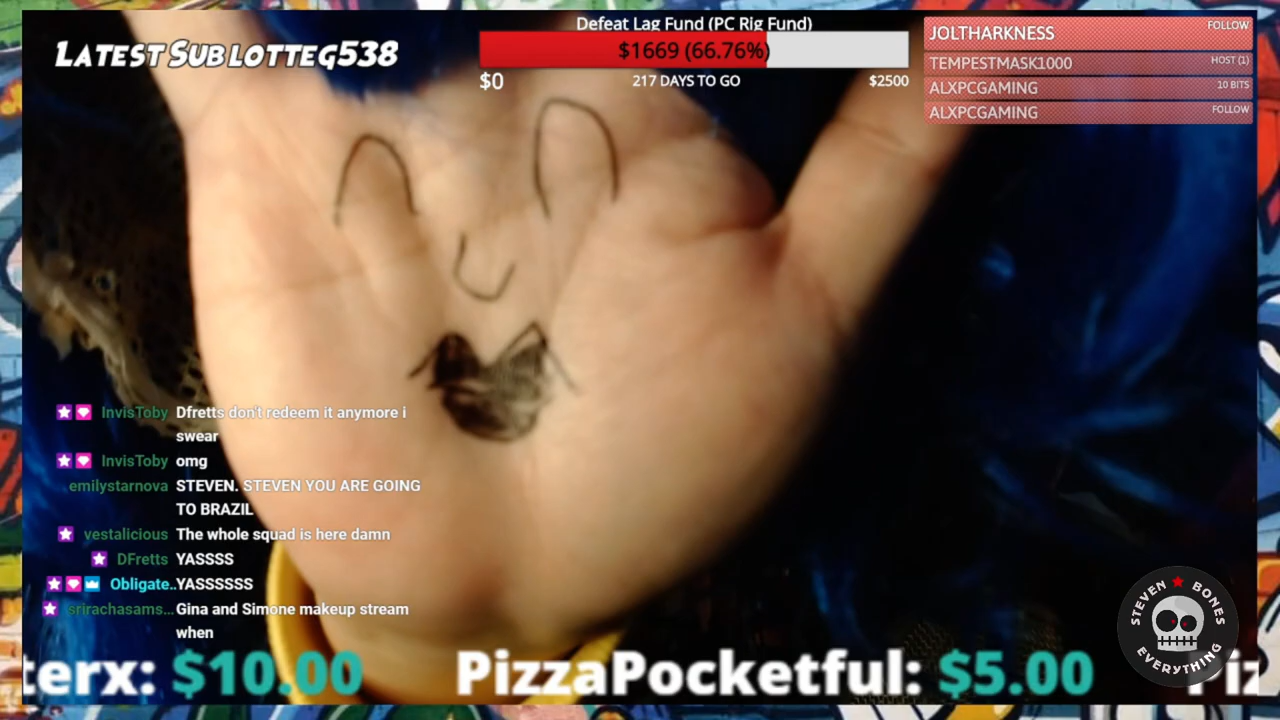 Defeat Lag Fund (PC Rig Fund)
LATEST SUB LOTTEG538
$1669 (66.76%)
$0
217 DAYS TO GO
$2500
JOLTHARKNESS FOLLOW
TEMPESTMASK1000 HOST (1)
ALXPCGAMING 10 BITS
ALXPCGAMING FOLLOW
InvisToby Dfretts don't redeem it anymore i
swear
InvisToby omg
emilystarnova STEVEN. STEVEN YOU ARE GOING
TO BRAZIL
vestalicious The whole squad is here damn
DFretts YASSSS
Obligate.. YASSSSSS
srirachasams... Gina and Simone makeup stream
when
STEVEN BONES
EVERYTHING
terx: $10.00 PizzaPocketful: $5.00 Piz